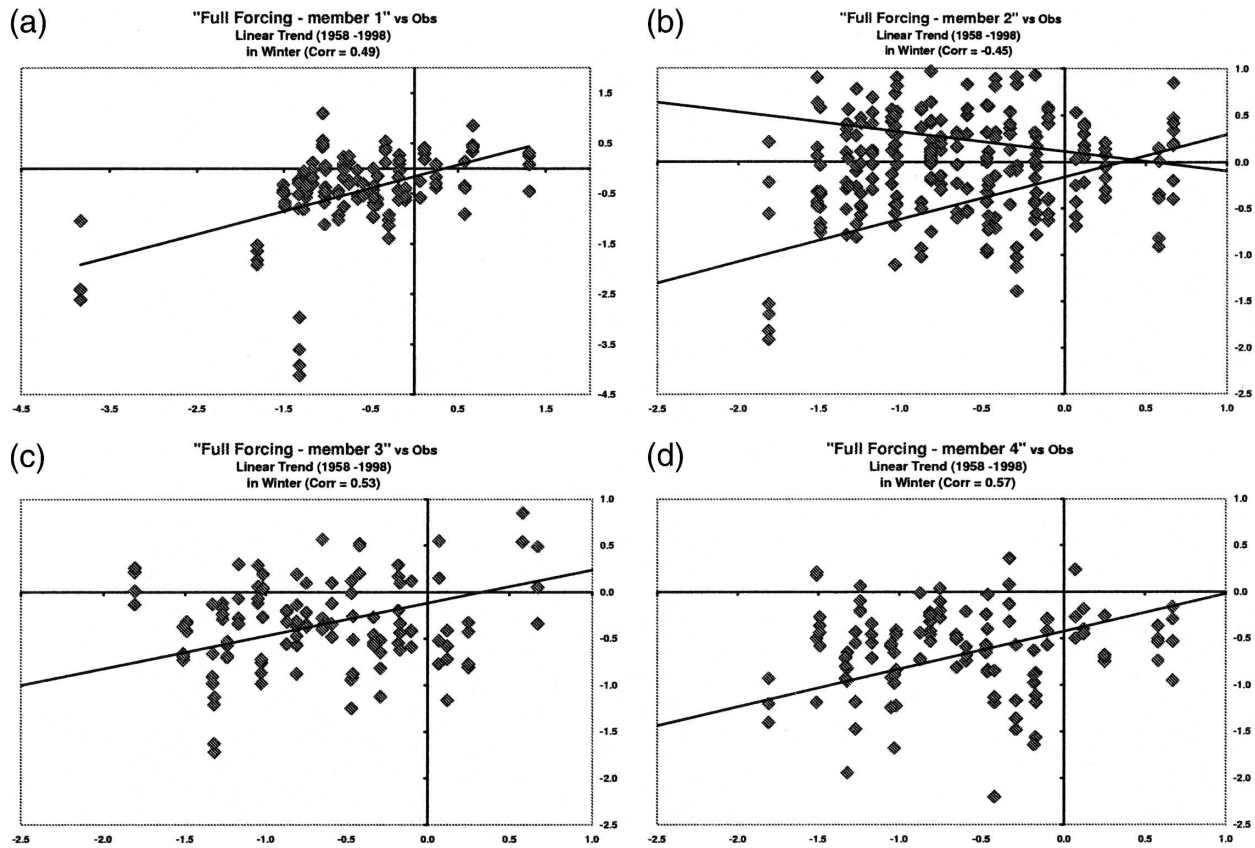 (a)
"Full Forcing - member 1" vs Obs
Linear Trend (1958 -1998)
in Winter (Corr = 0.49)
1.5
0.5
-0.5
-1.5
-2.5
-3.5
-4.5
-4.5 -3.5 -2.5 -1.5 -0.5 0.5 1.5
(b)
"Full Forcing - member 2" vs Obs
Linear Trend (1958 -1998)
in Winter (Corr = -0.45)
1.0
0.5
0.0
-0.5
-1.0
-1.5
-2.0
-2.5
-2.5 -2.0 -1.5 -1.0 -0.5 0.0 0.5 1.0
(c)
"Full Forcing - member 3" vs Obs
Linear Trend (1958 -1998)
in Winter (Corr = 0.53)
1.0
0.5
0.0
-0.5
-1.0
-1.5
-2.0
-2.5
-2.5 -2.0 -1.5 -1.0 -0.5 0.0 0.5 1.0
(d)
"Full Forcing - member 4" vs Obs
Linear Trend (1958 -1998)
in Winter (Corr = 0.57)
1.0
0.5
0.0
-0.5
-1.0
-1.5
-2.0
-2.5
-2.5 -2.0 -1.5 -1.0 -0.5 0.0 0.5 1.0